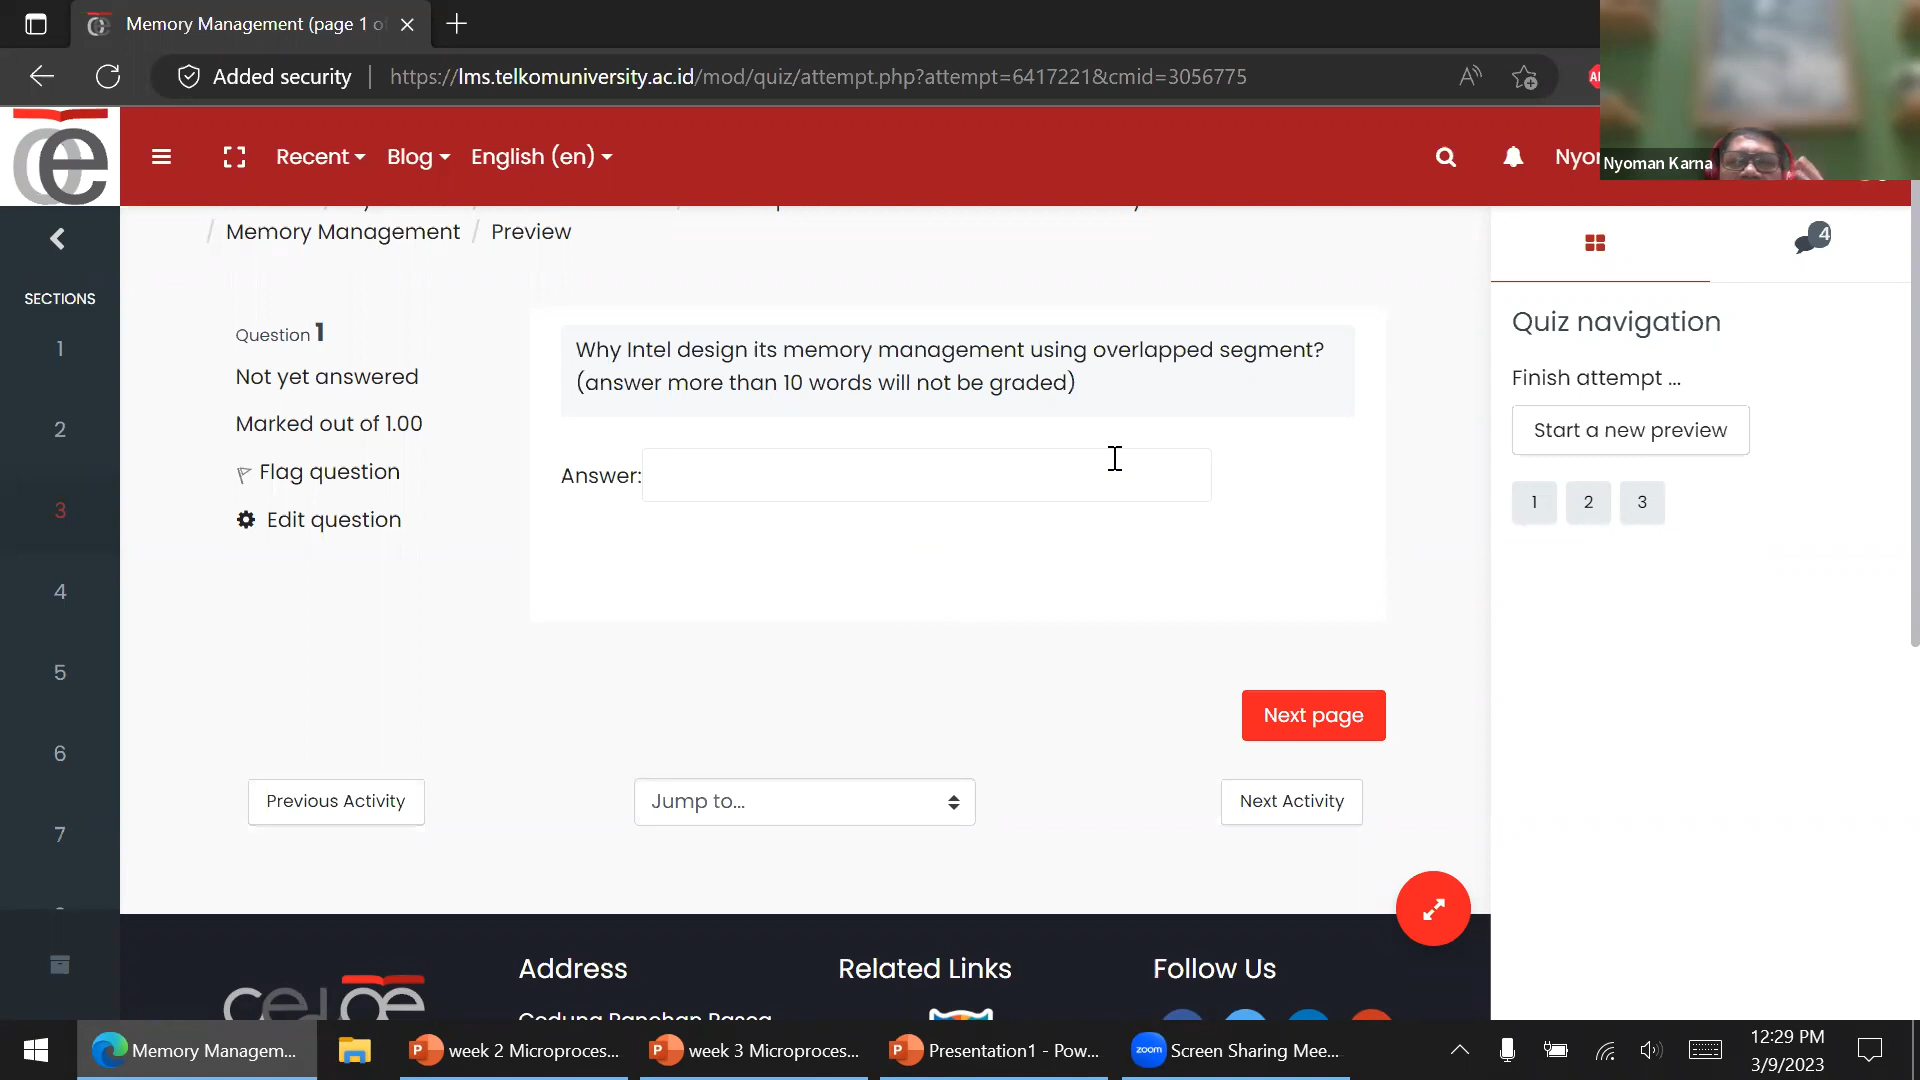 Memory Management (page 1 o
Added security
https://lms.telkomuniversity.ac.id/mod/quiz/attempt.php?attempt=6417221&cmid=3056775
Recent
Blog
English (en)
Nyoman Karna
Memory Management / Preview
4
SECTIONS
1
2
3
4
5
6
7
Question 1
Not yet answered
Marked out of 1.00
Flag question
Edit question
Why Intel design its memory management using overlapped segment?
(answer more than 10 words will not be graded)
Answer:
Next page
Previous Activity
Jump to...
Next Activity
Quiz navigation
Finish attempt ...
Start a new preview
1 2 3
Address
Related Links
Follow Us
Memory Managem...
week 2 Microproces...
week 3 Microproces...
Presentation1 - Pow...
zoom
Screen Sharing Mee...
12:29 PM
3/9/2023